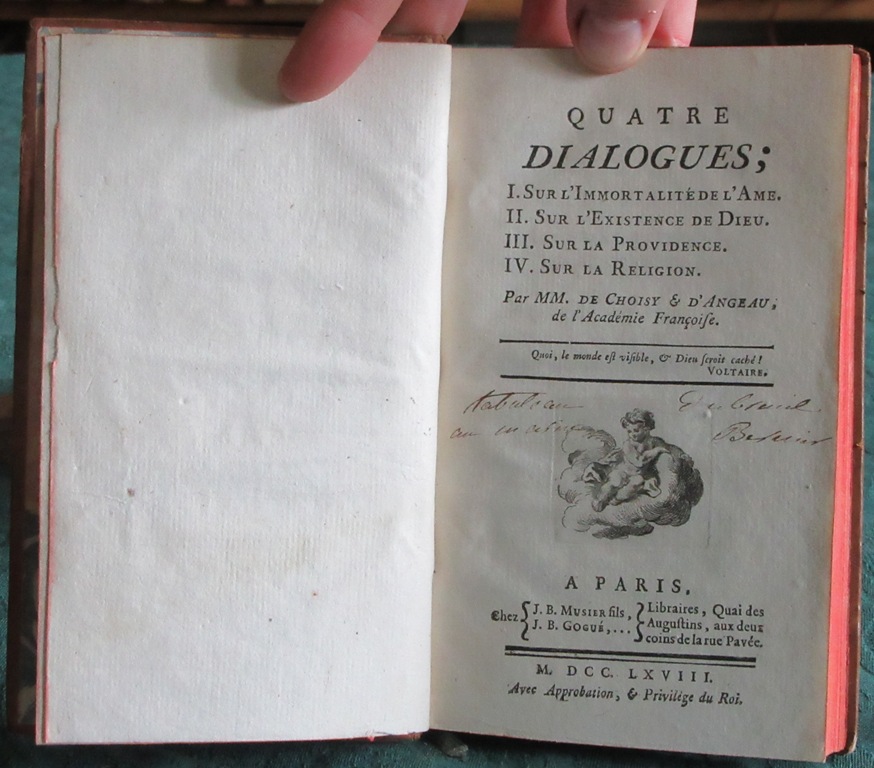 QUATRE
DIALOGUES;
I. SUR L'IMMORTALITÉ DE L'AME.
II. SUR L'EXISTENCE DE DIEU.
III. SUR LA PROVIDENCE.
IV. SUR LA RELIGION.
Par MM. DE CHOISY & D'ANGEAU;
de l'Académie Françoiſe.
Quoi, le monde eſt viſible, & Dieu ſeroit caché!
VOLTAIRE.
A PARIS,
Chez { J. B. MUSIER fils, } Libraires, Quai des
J. B. GOGUÉ, ... Auguſtins, aux deux
coins de la rue Pavée.
M. DCC. LXVIII.
Avec Approbation, & Privilége du Roi.